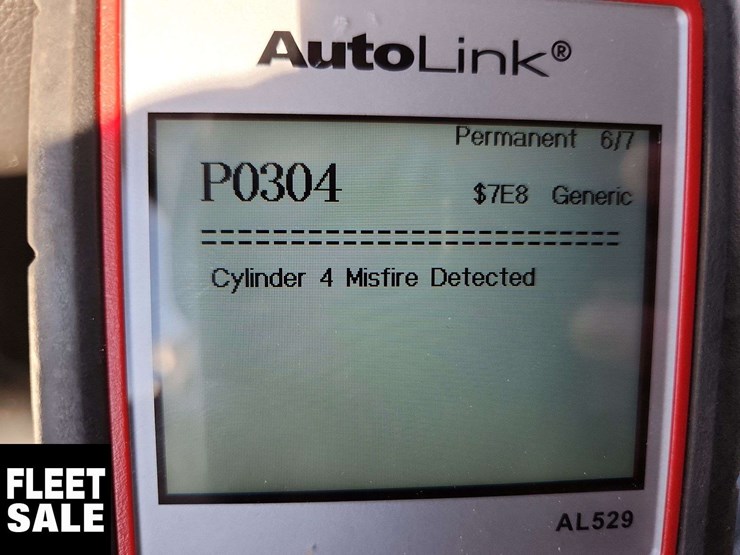 AutoLink®
Permanent 6/7
P0304 $7E8 Generic
================================
Cylinder 4 Misfire Detected
AL529
FLEET
SALE